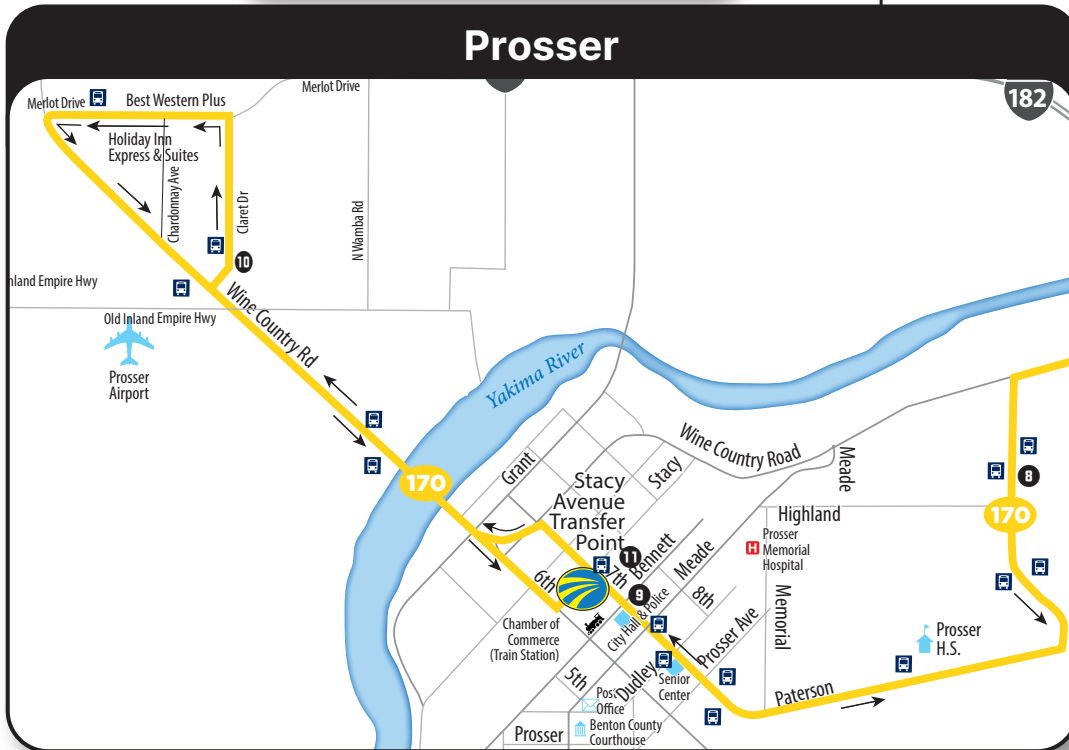 Prosser
182
Merlot Drive
Merlot Drive
Best Western Plus
Holiday Inn
Express & Suites
Chardonnay Ave
Claret Dr
N Wamba Rd
10
nland Empire Hwy
Old Inland Empire Hwy
Wine Country Rd
Prosser
Airport
Yakima River
170
Grant
Stacy
Avenue
Transfer
Point
Stacy
Wine Country Road
Meade
Highland
H
Prosser
Memorial
Hospital
8
170
11
7th
Bennett
Meade
6th
9
8th
City Hall & Police
Chamber of
Commerce
(Train Station)
Prosser Ave
Memorial
Prosser
H.S.
5th
Dudley
Senior
Center
Post
Office
Paterson
Benton County
Courthouse
Prosser